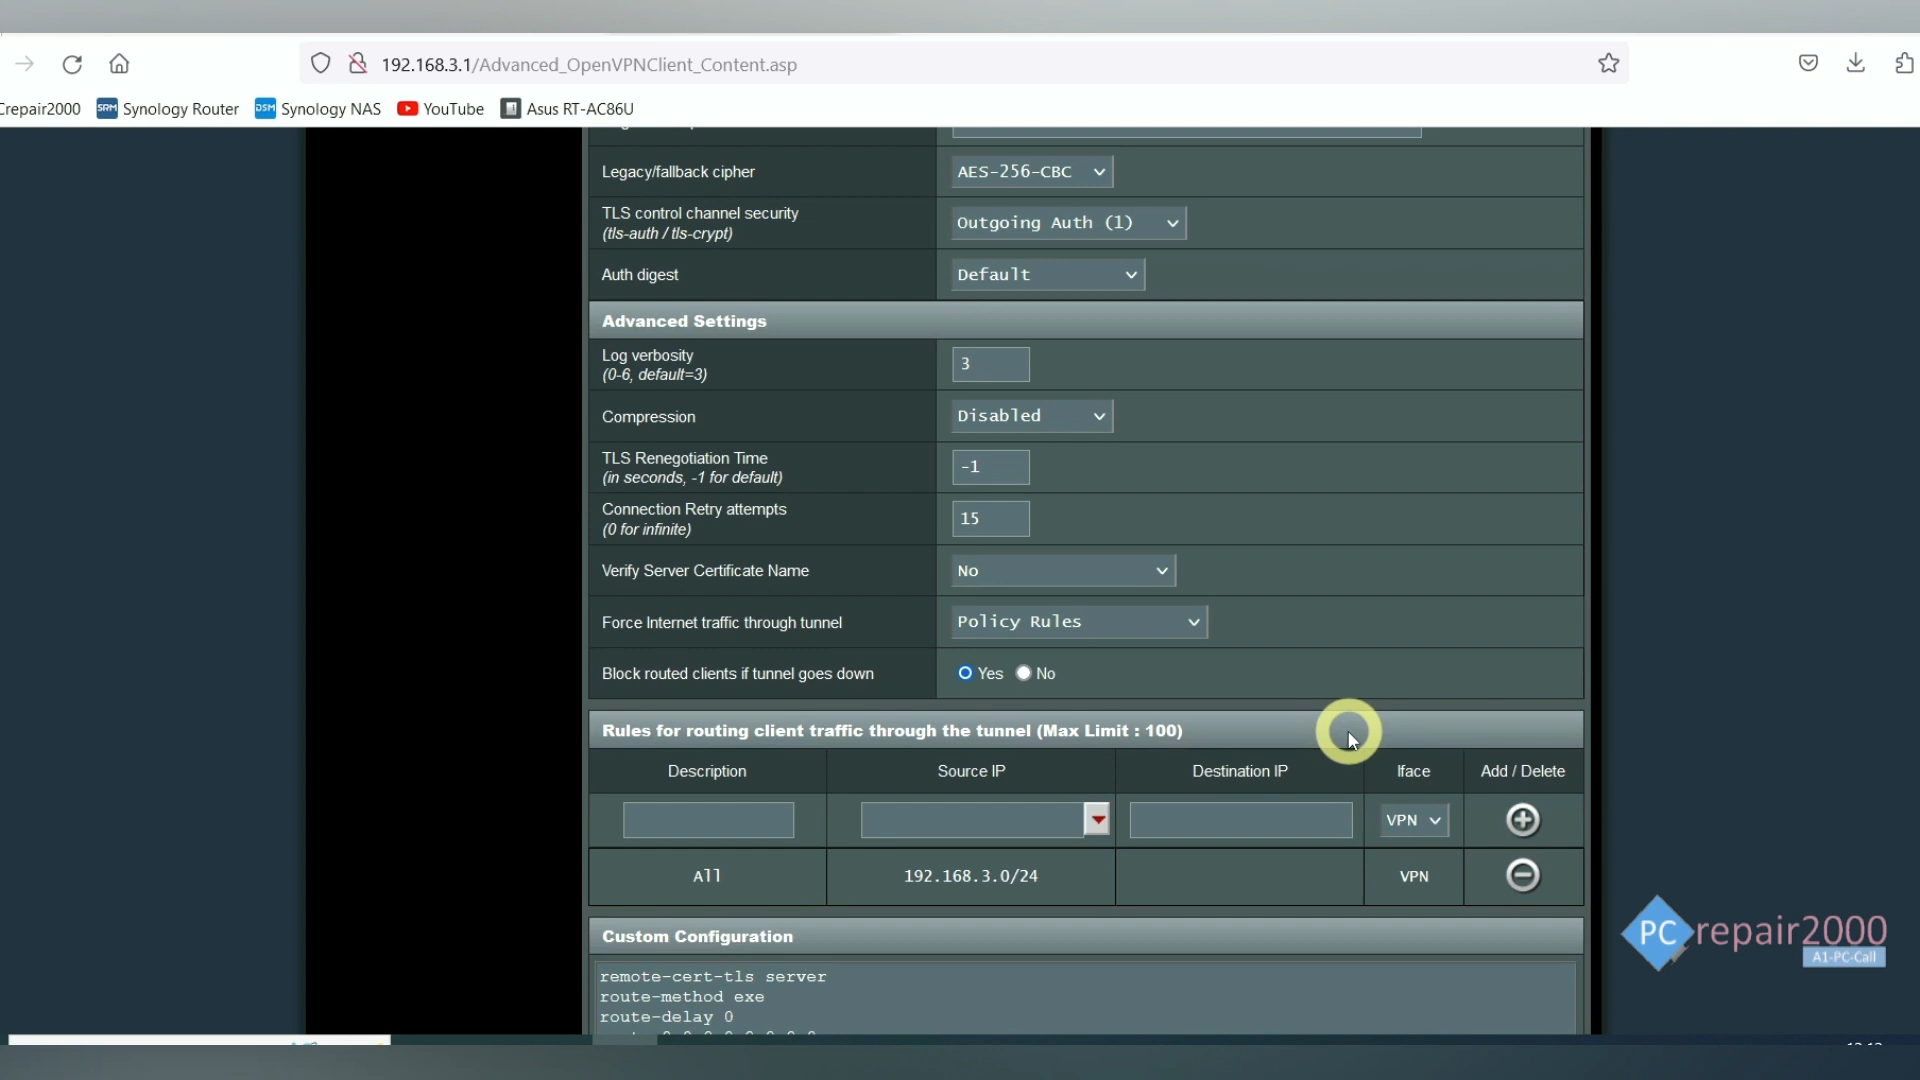 192.168.3.1/Advanced_OpenVPNClient_Content.asp
crepair2000 SRM Synology Router DSM Synology NAS YouTube Asus RT-AC86U
Legacy/fallback cipher AES-256-CBC
TLS control channel security
(tls-auth / tls-crypt) Outgoing Auth (1)
Auth digest Default
Advanced Settings
Log verbosity
(0-6, default=3) 3
Compression Disabled
TLS Renegotiation Time
(in seconds, -1 for default) -1
Connection Retry attempts
(0 for infinite) 15
Verify Server Certificate Name No
Force Internet traffic through tunnel Policy Rules
Block routed clients if tunnel goes down Yes No
Rules for routing client traffic through the tunnel (Max Limit : 100)
Description Source IP Destination IP Iface Add / Delete
VPN
All 192.168.3.0/24 VPN
Custom Configuration
remote-cert-tls server
route-method exe
route-delay 0
PCrepair2000
A1-PC-Call